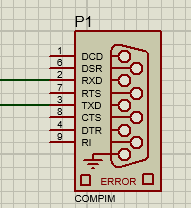 P1
1 DCD
6 DSR
2 RXD
7 RTS
3 TXD
8 CTS
4 DTR
9 RI
ERROR
COMPIM